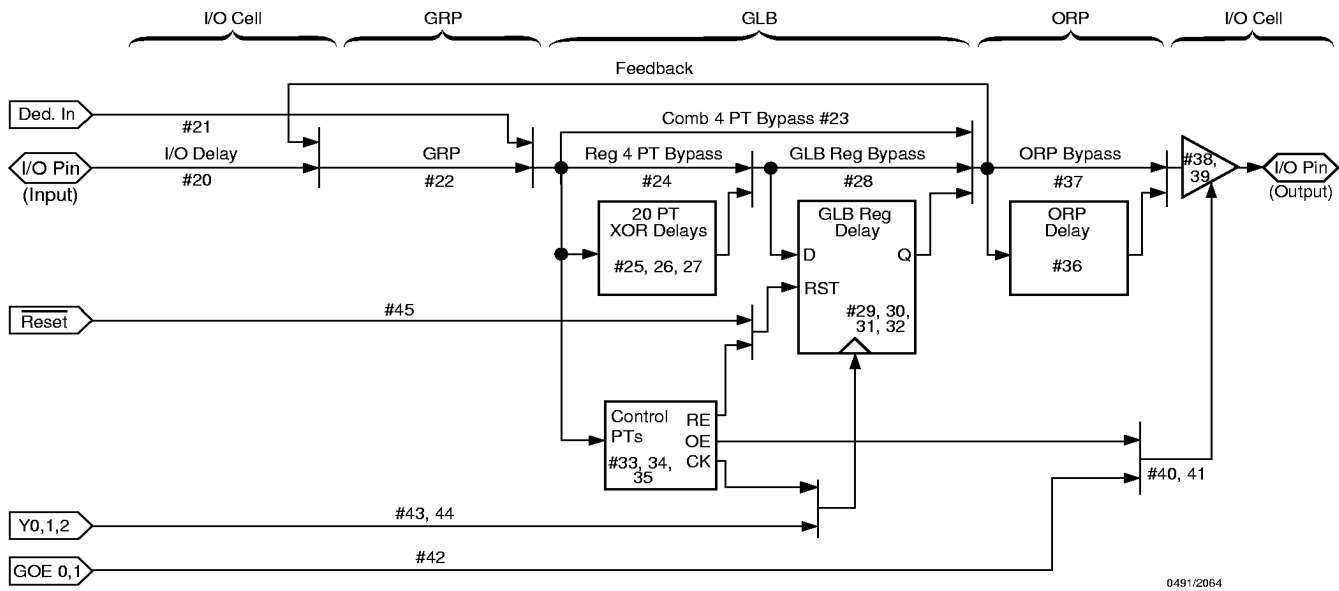 I/O Cell
GRP
GLB
ORP
I/O Cell
Feedback
Ded. In
#21
Comb 4 PT Bypass #23
I/O Pin
(Input)
I/O Delay
#20
GRP
#22
Reg 4 PT Bypass
#24
GLB Reg Bypass
#28
ORP Bypass
#37
#38,
39
I/O Pin
(Output)
20 PT
XOR Delays
#25, 26, 27
GLB Reg
Delay
D
Q
RST
#29, 30,
31, 32
ORP
Delay
#36
Reset
#45
Control
PTs
RE
OE
CK
#33, 34,
35
#40, 41
Y0,1,2
#43, 44
GOE 0,1
#42
0491/2064